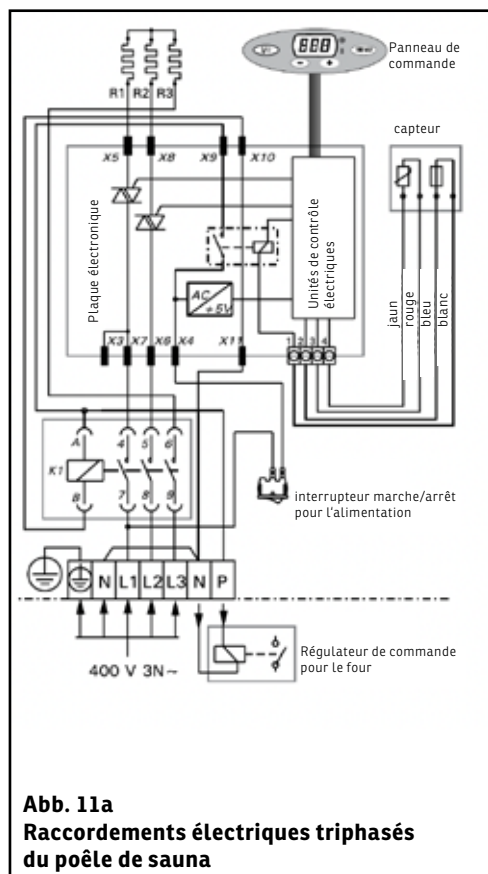 888
Panneau de
commande
R1 R2 R3
capteur
X5 X8 X9 X10
Plaque électronique
Unités de contrôle
électriques
AC
+5V
jaun
rouge
bleu
blanc
X3 X7 X6 X4 X11
1 2 3 4
A 4 5 6
K1
B 7 8 9
interrupteur marche/arrêt
pour l'alimentation
N L1 L2 L3 N P
400 V 3N~
Régulateur de commande
pour le four
Abb. 11a
Raccordements électriques triphasés
du poêle de sauna